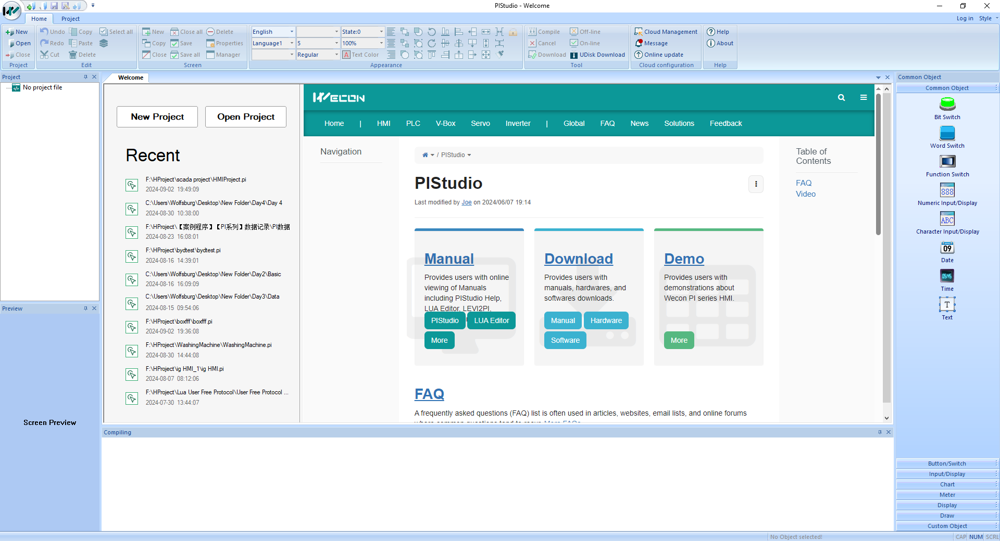 PIStudio - Welcome
Home Project
Log in Style
New Undo Copy Select all New Close all Delete English State:0 Compile Off-line Cloud Management Help
Open Redo Paste Copy Save Properties Language1 5 100% Cancel On-line Message About
Close Cut Delete Close Save all Manager Regular Text Color Download UDisk Download Online update
Project Edit Screen Appearance Tool Cloud configuration Help
Project
No project file
Preview
Screen Preview
Welcome
New Project Open Project
Recent
F:\HProject\scada project\HMIProject.pi
2024-09-02 19:49:09
C:\Users\Wolfsburg\Desktop\New Folder\Day4\Day 4
2024-08-30 10:38:00
F:\HProject\【案例程序】【PI系列】数据记录\PI数据
2024-08-23 16:08:01
F:\HProject\bydtest\bydtest.pi
2024-08-16 14:39:01
C:\Users\Wolfsburg\Desktop\New Folder\Day2\Basic
2024-08-16 16:09:09
C:\Users\Wolfsburg\Desktop\New Folder\Day3\Data
2024-08-15 09:54:06
F:\HProject\boxfff\boxfff.pi
2024-09-02 19:36:08
F:\HProject\WashingMachine\WashingMachine.pi
2024-08-30 14:44:08
F:\HProject\ig HMI_1\ig HMI.pi
2024-08-07 08:12:06
F:\HProject\Lua User Free Protocol\User Free Protocol ...
2024-07-30 13:44:07
WECON
Home | HMI PLC V-Box Servo Inverter | Global FAQ News Solutions Feedback
Navigation
/ PIStudio
PIStudio
Last modified by Joe on 2024/06/07 19:14
Manual
Provides users with online
viewing of Manuals
including PIStudio Help,
LUA Editor, LEVI2PI,
PIStudio LUA Editor
More
Download
Provides users with
manuals, hardwares, and
softwares downloads.
Manual Hardware
Software
Demo
Provides users with
demonstrations about
Wecon PI series HMI.
More
FAQ
A frequently asked questions (FAQ) list is often used in articles, websites, email lists, and online forums
Table of
Contents
FAQ
Video
Compiling
Common Object
Common Object
Bit Switch
Word Switch
Function Switch
888
Numeric Input/Display
ABC
Character Input/Display
09
Date
05:45
Time
T
Text
Button/Switch
Input/Display
Chart
Meter
Display
Draw
Custom Object
No Object selected! CAP NUM SCRL